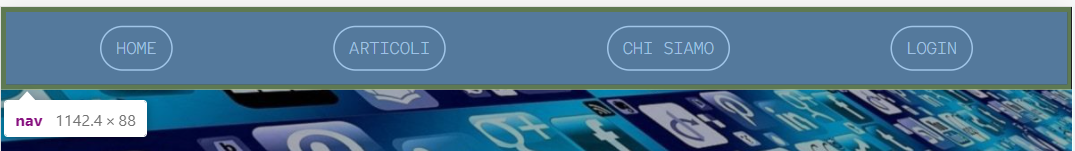 HOME ARTICOLI CHI SIAMO LOGIN
nav 1142.4 × 88